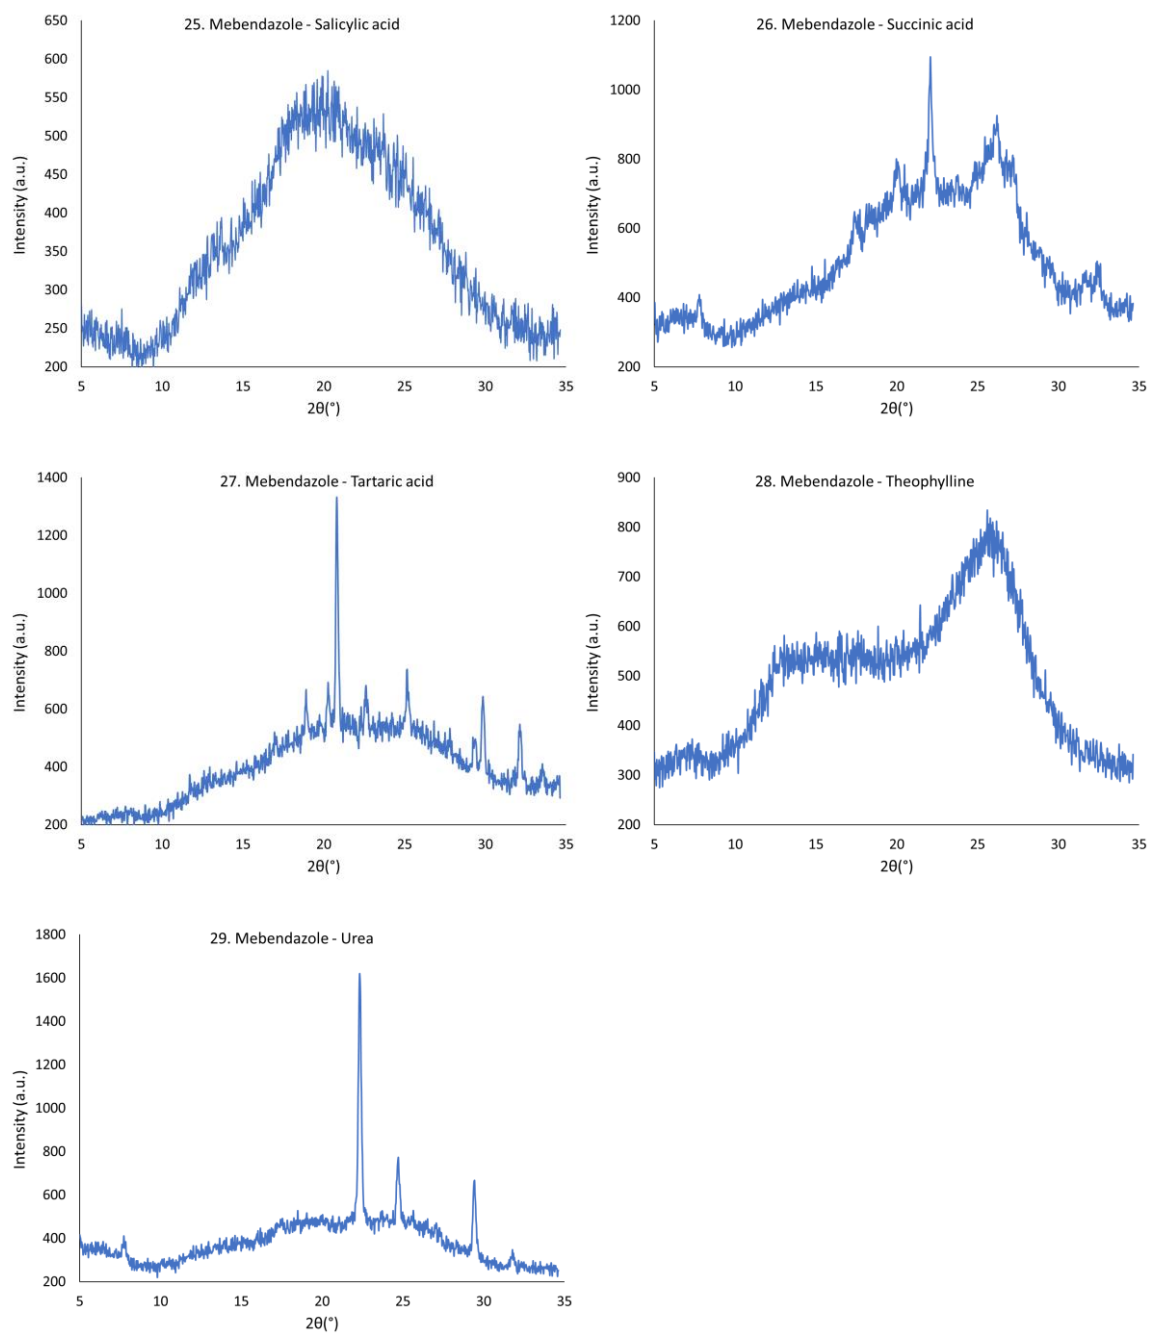 25. Mebendazole - Salicylic acid
Intensity (a.u.)
650
600
550
500
450
400
350
300
250
200
5 10 15 20 25 30 35
2θ(°)
26. Mebendazole - Succinic acid
Intensity (a.u.)
1200
1000
800
600
400
200
5 10 15 20 25 30 35
2θ(°)
27. Mebendazole - Tartaric acid
Intensity (a.u.)
1400
1200
1000
800
600
400
200
5 10 15 20 25 30 35
2θ(°)
28. Mebendazole - Theophylline
Intensity (a.u.)
900
800
700
600
500
400
300
200
5 10 15 20 25 30 35
2θ(°)
29. Mebendazole - Urea
Intensity (a.u.)
1800
1600
1400
1200
1000
800
600
400
200
5 10 15 20 25 30 35
2θ(°)